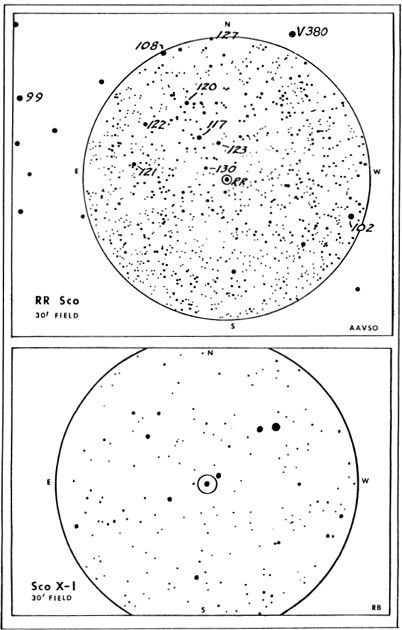 N
127
V380
108
120
99
122
117
123
121
130
E
W
RR
102
RR Sco
30' FIELD
S
AAVSO
N
E
W
Sco X-1
30' FIELD
S
RB